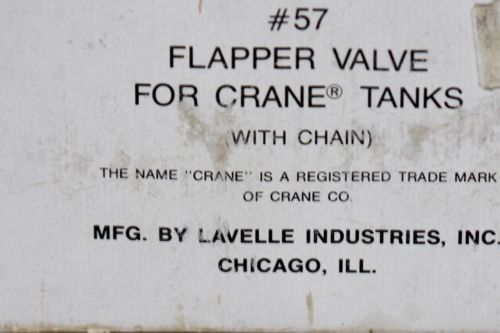 #57
FLAPPER VALVE
FOR CRANE® TANKS
(WITH CHAIN)
THE NAME "CRANE" IS A REGISTERED TRADE MARK
OF CRANE CO.
MFG. BY LAVELLE INDUSTRIES, INC.
CHICAGO, ILL.